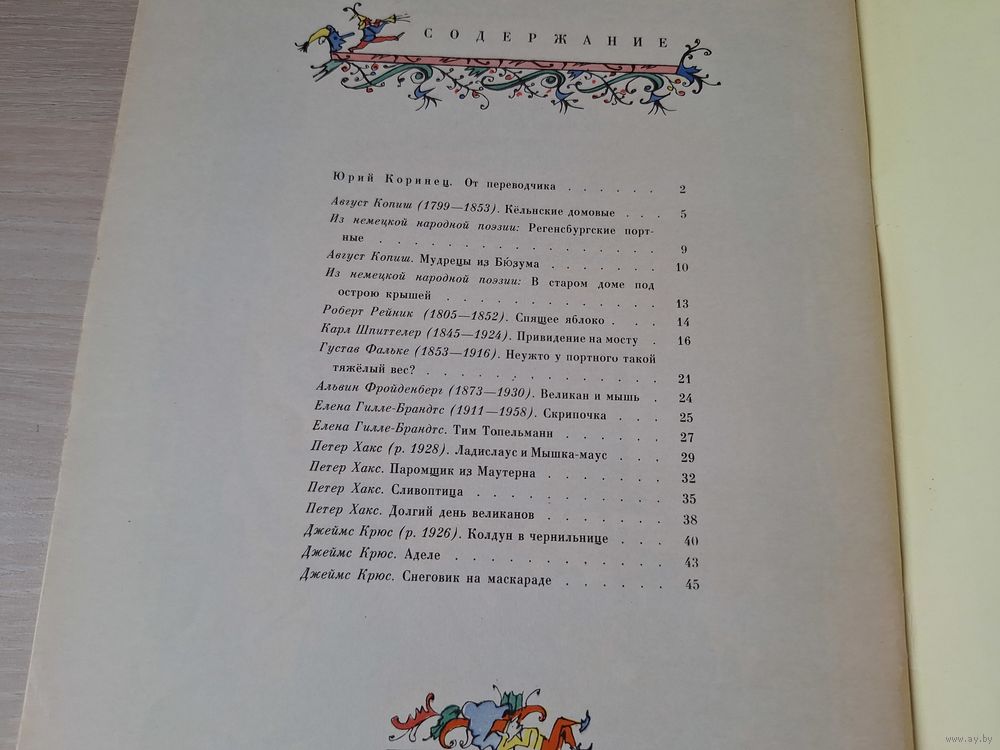 СОДЕРЖАНИЕ
Юрий Коринец. От переводчика . . . . . . 2
Август Копиш (1799—1853). Кёльнские домовые . . . 5
Из немецкой народной поэзии: Регенсбургские порт-
ные . . . . . . . . . . . . . . . . . 9
Август Копиш. Мудрецы из Бюзума . . . . . . . 10
Из немецкой народной поэзии: В старом доме под
острою крышей . . . . . . . . . . . . . 13
Роберт Рейник (1805—1852). Спящее яблоко . . . 14
Карл Шпиттелер (1845—1924). Привидение на мосту . 16
Густав Фальке (1853—1916). Неужто у портного такой
тяжёлый вес? . . . . . . . . . . . . . . 21
Альвин Фройденберг (1873—1930). Великан и мышь . 24
Елена Гилле-Брандтс (1911—1958). Скрипочка . . . 25
Елена Гилле-Брандтс. Тим Топельманн . . . . . . 27
Петер Хакс (р. 1928). Ладислаус и Мышка-маус . . . 29
Петер Хакс. Паромщик из Маутерна . . . . . . . 32
Петер Хакс. Сливоптица . . . . . . . . . . . 35
Петер Хакс. Долгий день великанов . . . . . . . 38
Джеймс Крюс (р. 1926). Колдун в чернильнице . . . 40
Джеймс Крюс. Аделе . . . . . . . . . . . . 43
Джеймс Крюс. Снеговик на маскараде . . . . . . 45
www.ay.by